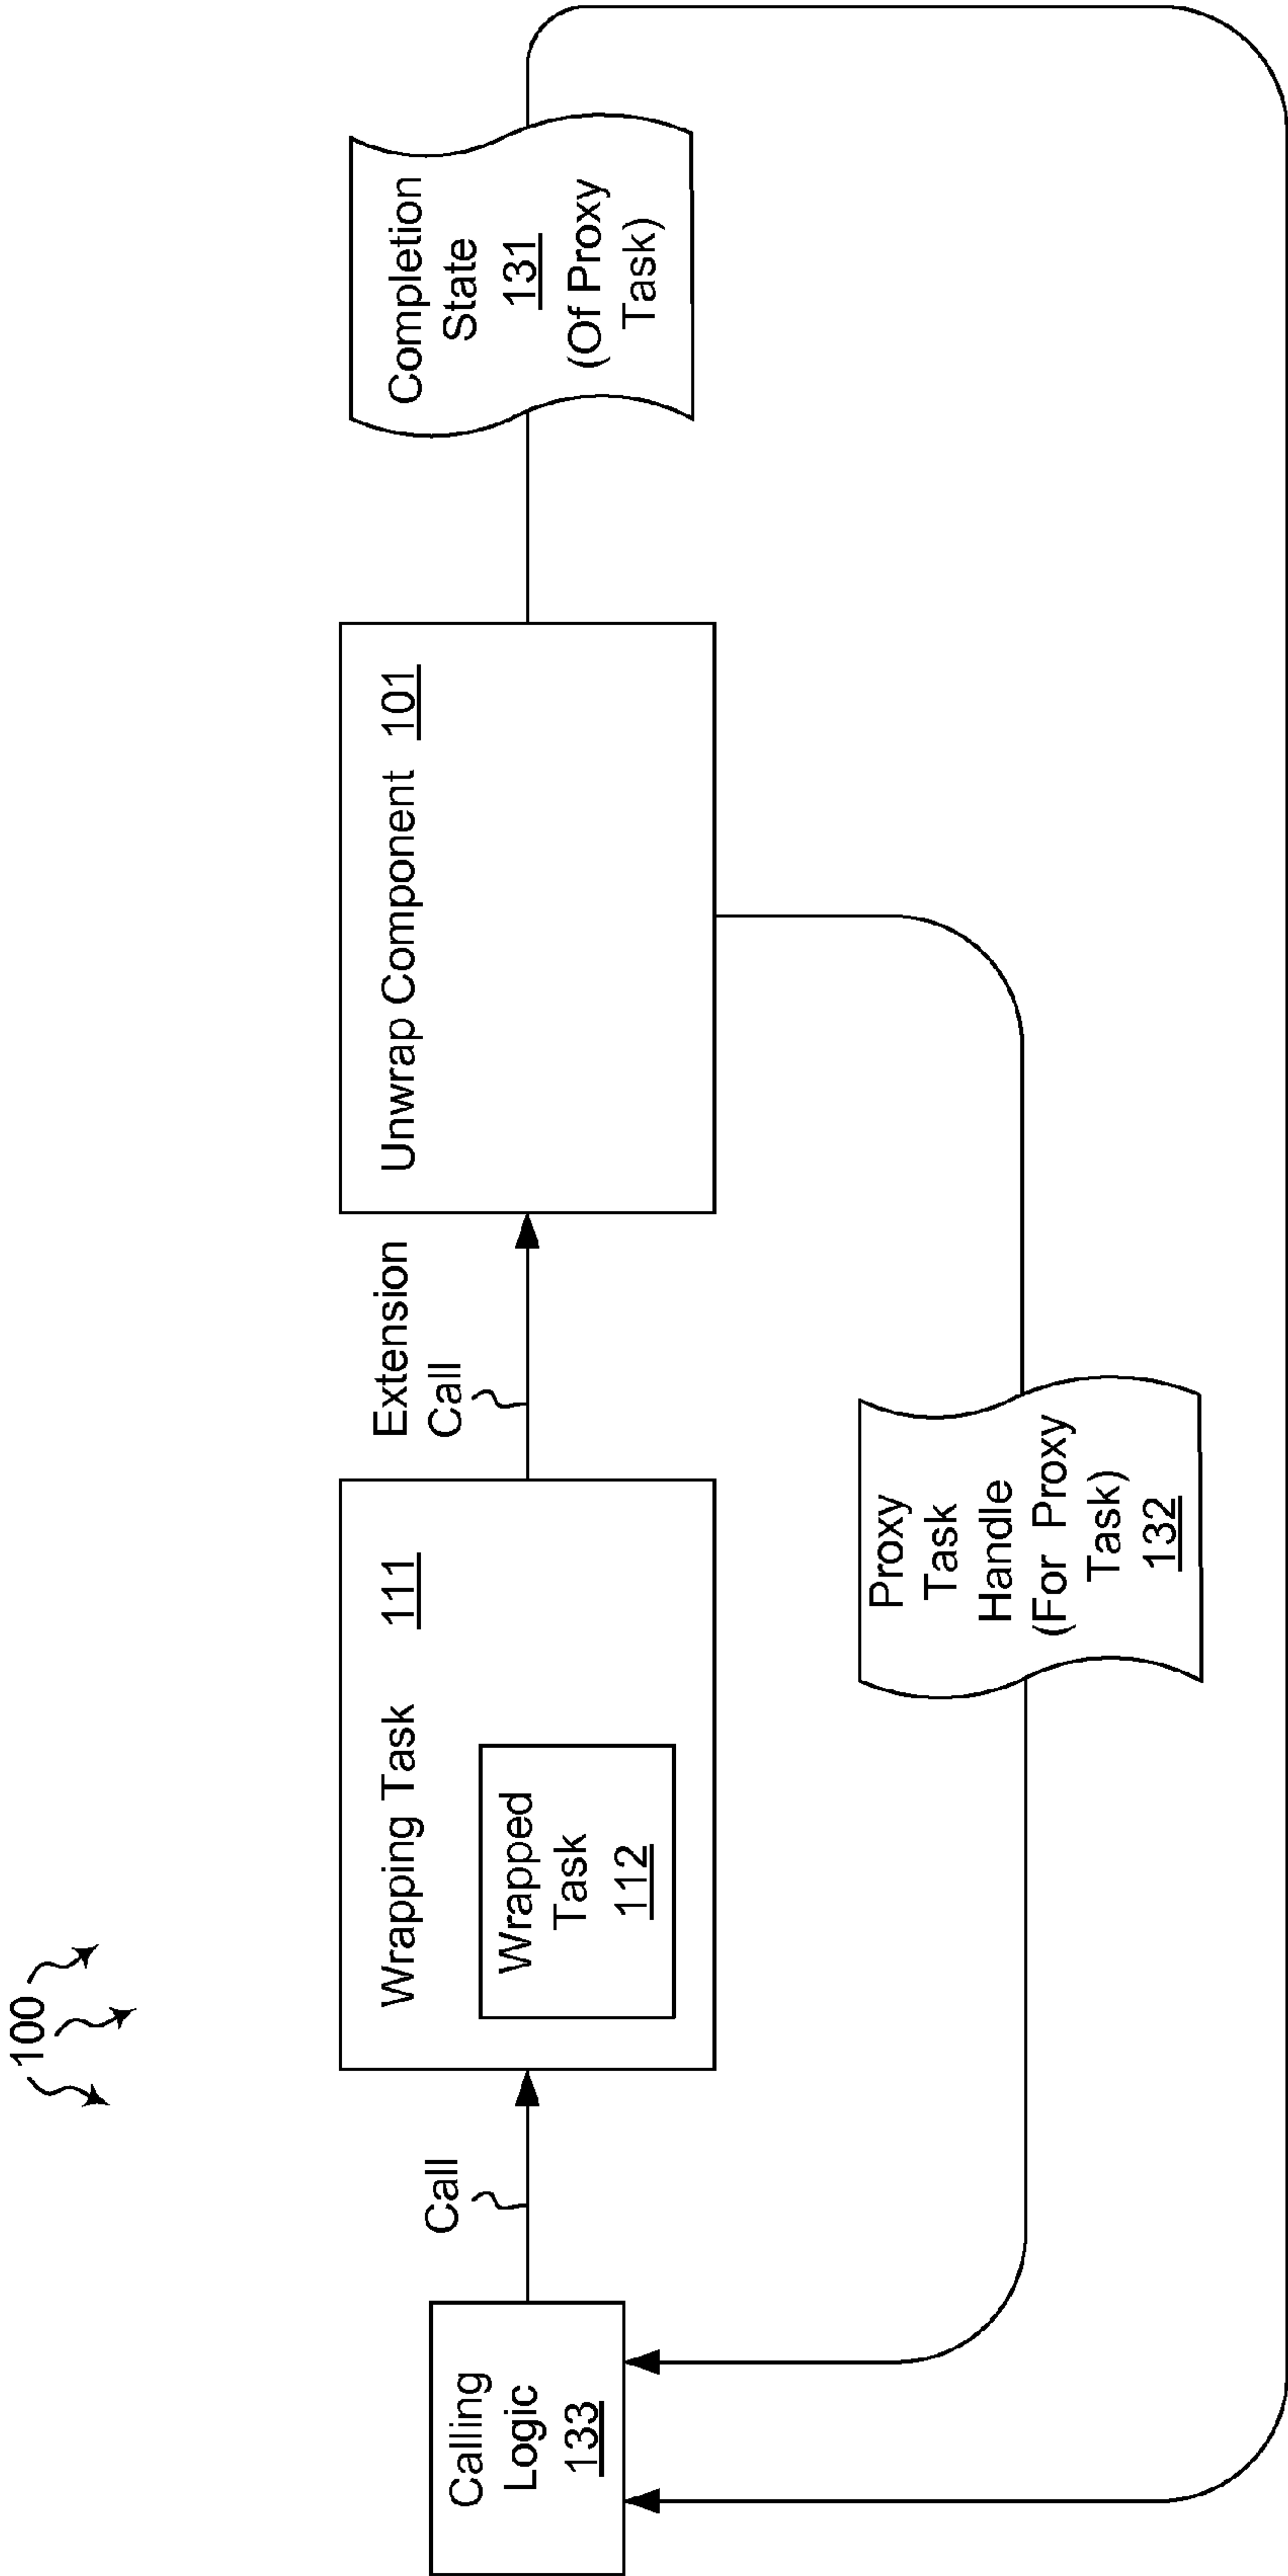 100
Calling
Logic
133
Call
Wrapping Task 111
Wrapped
Task
112
Extension
Call
Unwrap Component 101
Completion
State
131
(Of Proxy
Task)
Proxy
Task
Handle
(For Proxy
Task)
132